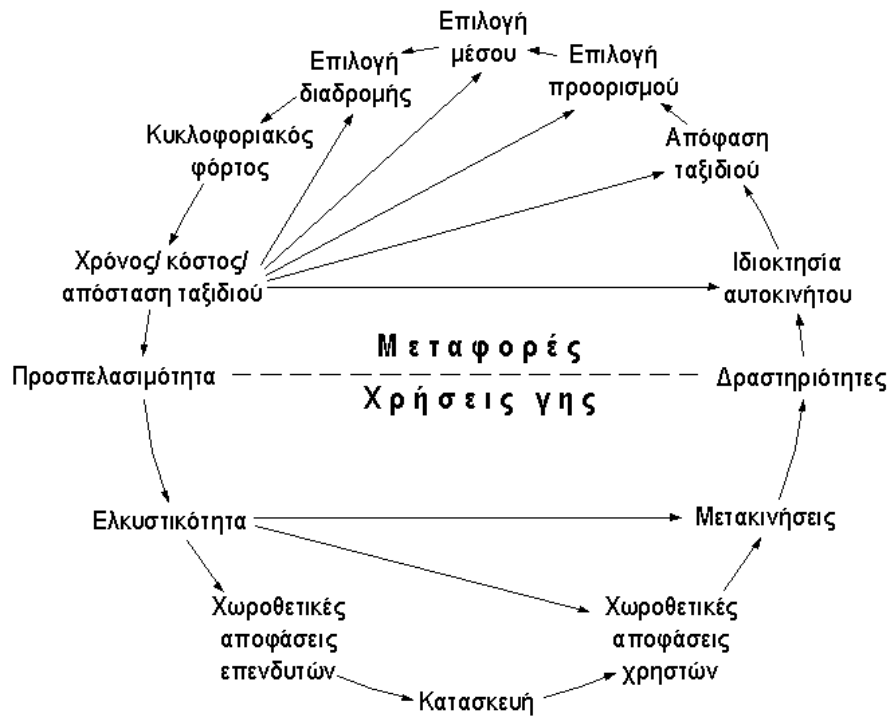 Επιλογή
μέσου
Επιλογή
διαδρομής
Επιλογή
προορισμού
Κυκλοφοριακός
φόρτος
Απόφαση
ταξιδιού
Χρόνος/ κόστος/
απόσταση ταξιδιού
Ιδιοκτησία
αυτοκινήτου
Μεταφορές
Προσπελασιμότητα
Δραστηριότητες
Χρήσεις γης
Ελκυστικότητα
Μετακινήσεις
Χωροθετικές
αποφάσεις
επενδυτών
Χωροθετικές
αποφάσεις
χρηστών
Κατασκευή